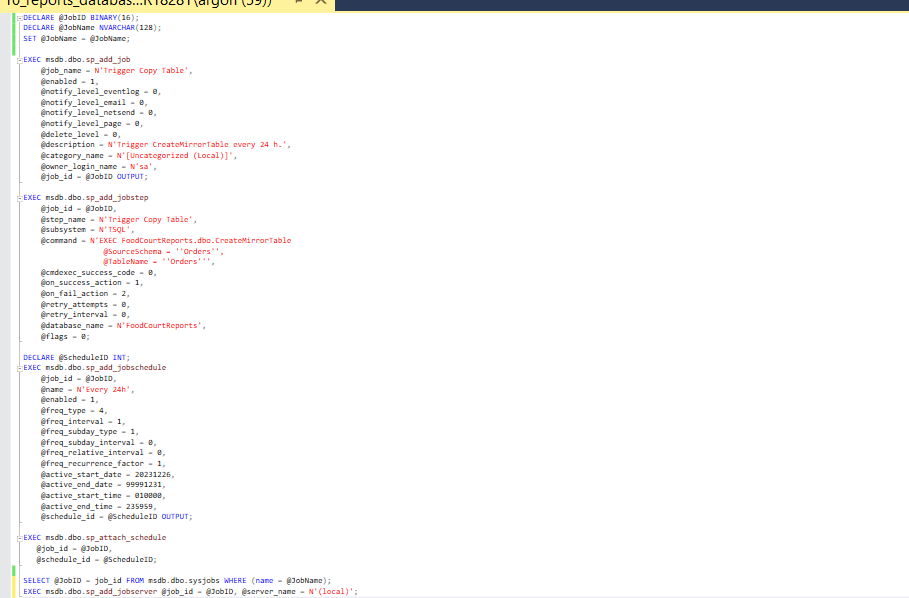 10_reports_databas...R18281\argon (59))
DECLARE @JobID BINARY(16);
DECLARE @JobName NVARCHAR(128);
SET @JobName = @JobName;
EXEC msdb.dbo.sp_add_job
@job_name = N'Trigger Copy Table',
@enabled = 1,
@notify_level_eventlog = 0,
@notify_level_email = 0,
@notify_level_netsend = 0,
@notify_level_page = 0,
@delete_level = 0,
@description = N'Trigger CreateMirrorTable every 24 h.',
@category_name = N'[Uncategorized (Local)]',
@owner_login_name = N'sa',
@job_id = @JobID OUTPUT;
EXEC msdb.dbo.sp_add_jobstep
@job_id = @JobID,
@step_name = N'Trigger Copy Table',
@subsystem = N'TSQL',
@command = N'EXEC FoodCourtReports.dbo.CreateMirrorTable
@SourceSchema = ''Orders'',
@TableName = ''Orders''',
@cmdexec_success_code = 0,
@on_success_action = 1,
@on_fail_action = 2,
@retry_attempts = 0,
@retry_interval = 0,
@database_name = N'FoodCourtReports',
@flags = 0;
DECLARE @ScheduleID INT;
EXEC msdb.dbo.sp_add_jobschedule
@job_id = @JobID,
@name = N'Every 24h',
@enabled = 1,
@freq_type = 4,
@freq_interval = 1,
@freq_subday_type = 1,
@freq_subday_interval = 0,
@freq_relative_interval = 0,
@freq_recurrence_factor = 1,
@active_start_date = 20231226,
@active_end_date = 99991231,
@active_start_time = 010000,
@active_end_time = 235959,
@schedule_id = @ScheduleID OUTPUT;
EXEC msdb.dbo.sp_attach_schedule
@job_id = @JobID,
@schedule_id = @ScheduleID;
SELECT @JobID = job_id FROM msdb.dbo.sysjobs WHERE (name = @JobName);
EXEC msdb.dbo.sp_add_jobserver @job_id = @JobID, @server_name = N'(local)';